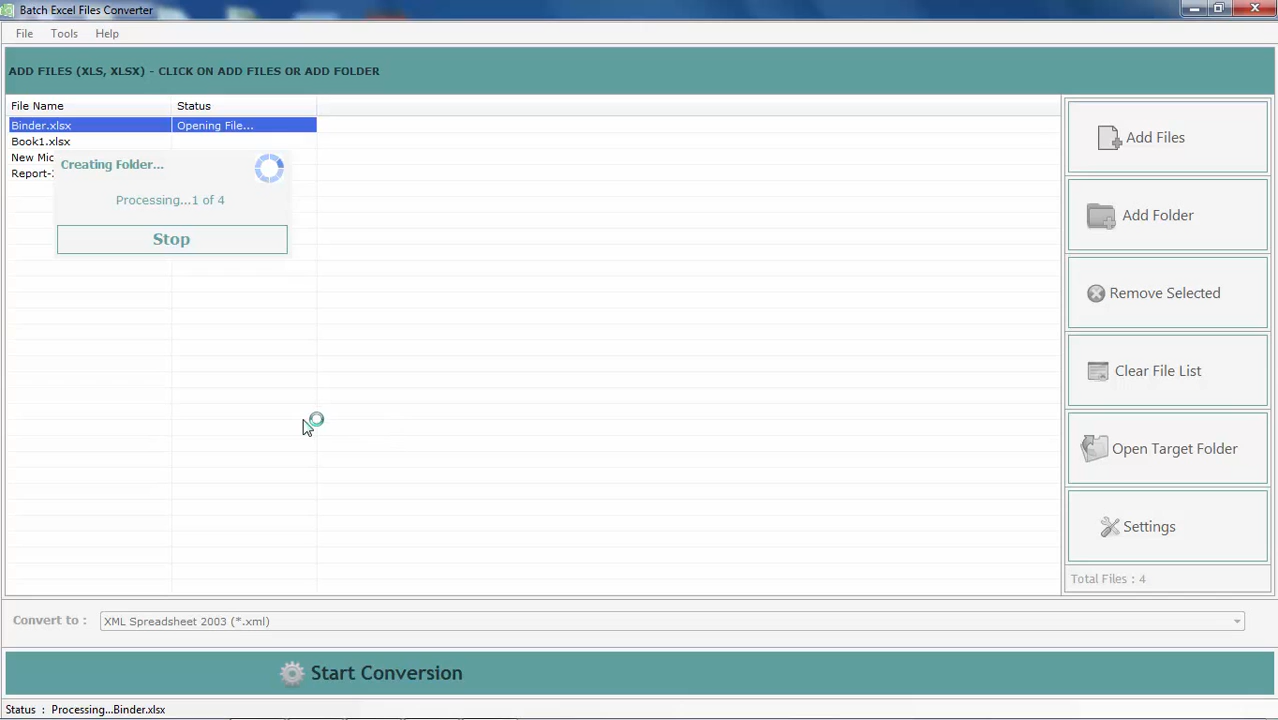 Batch Excel Files Converter
File Tools Help
ADD FILES (XLS, XLSX) - CLICK ON ADD FILES OR ADD FOLDER
File Name Status
Binder.xlsx Opening File...
Book1.xlsx
New Mic
Report-
Creating Folder...
Processing...1 of 4
Stop
Add Files
Add Folder
Remove Selected
Clear File List
Open Target Folder
Settings
Total Files : 4
Convert to : XML Spreadsheet 2003 (*.xml)
Start Conversion
Status : Processing...Binder.xlsx